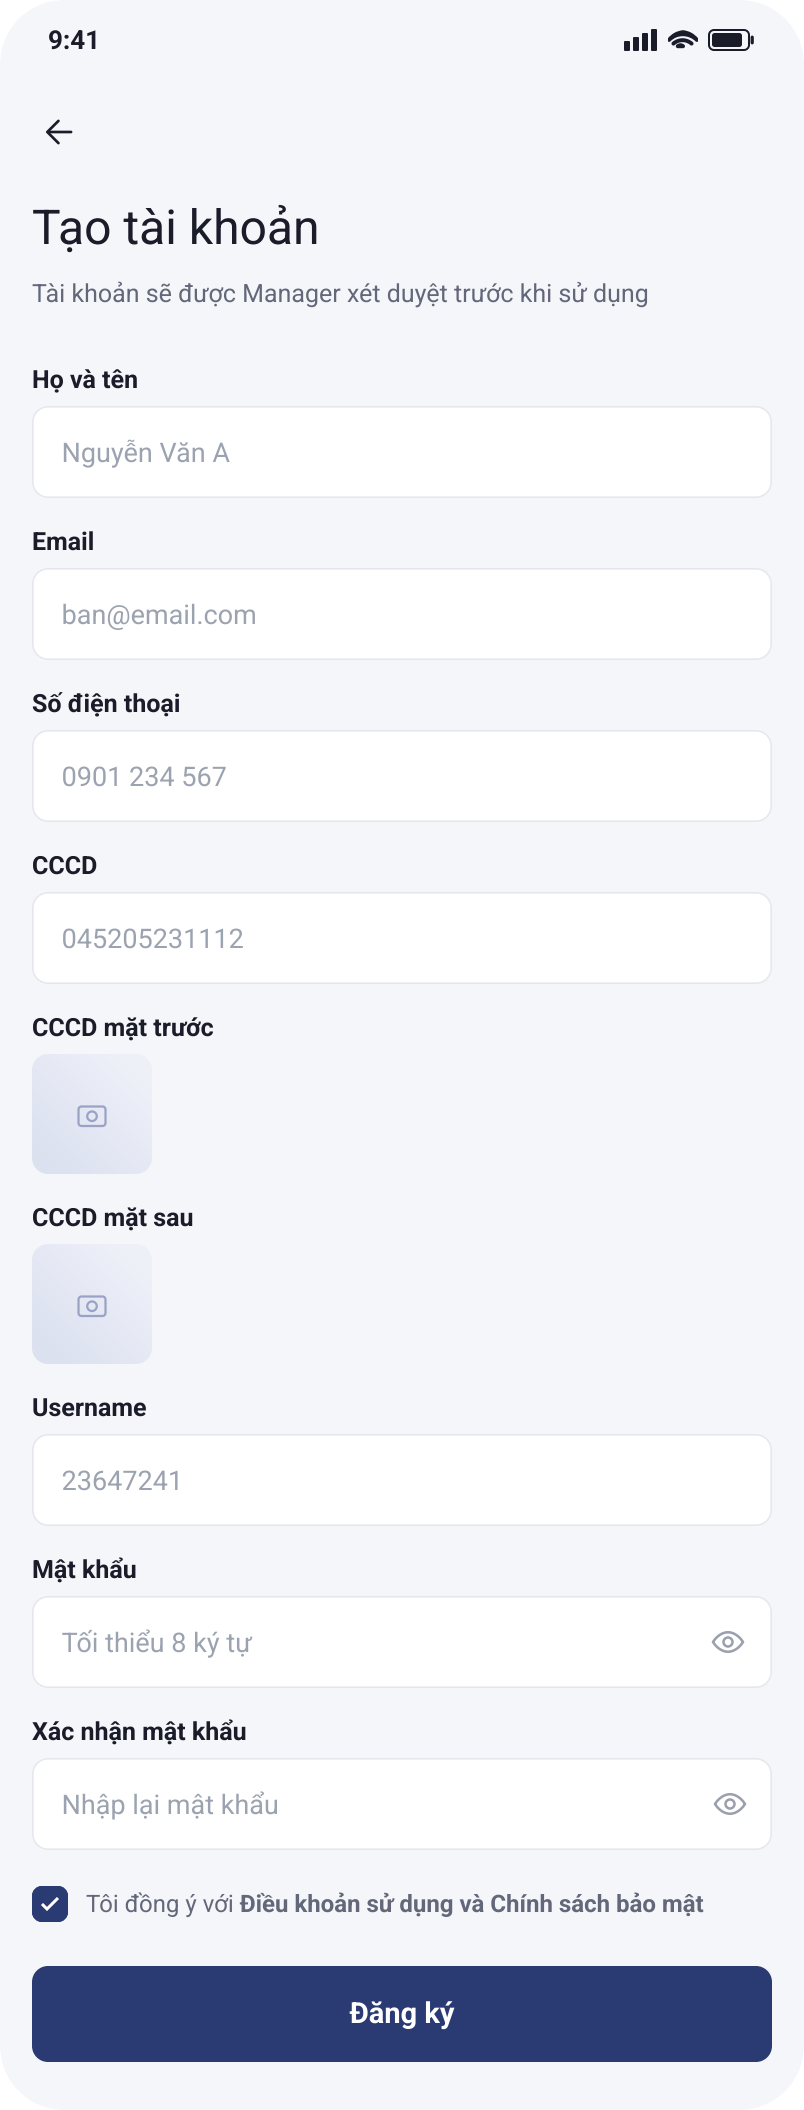 9:41
Tạo tài khoản
Tài khoản sẽ được Manager xét duyệt trước khi sử dụng
Họ và tên
Nguyễn Văn A
Email
ban@email.com
Số điện thoại
0901 234 567
CCCD
045205231112
CCCD mặt trước
CCCD mặt sau
Username
23647241
Mật khẩu
Tối thiểu 8 ký tự
Xác nhận mật khẩu
Nhập lại mật khẩu
Tôi đồng ý với Điều khoản sử dụng và Chính sách bảo mật
Đăng ký